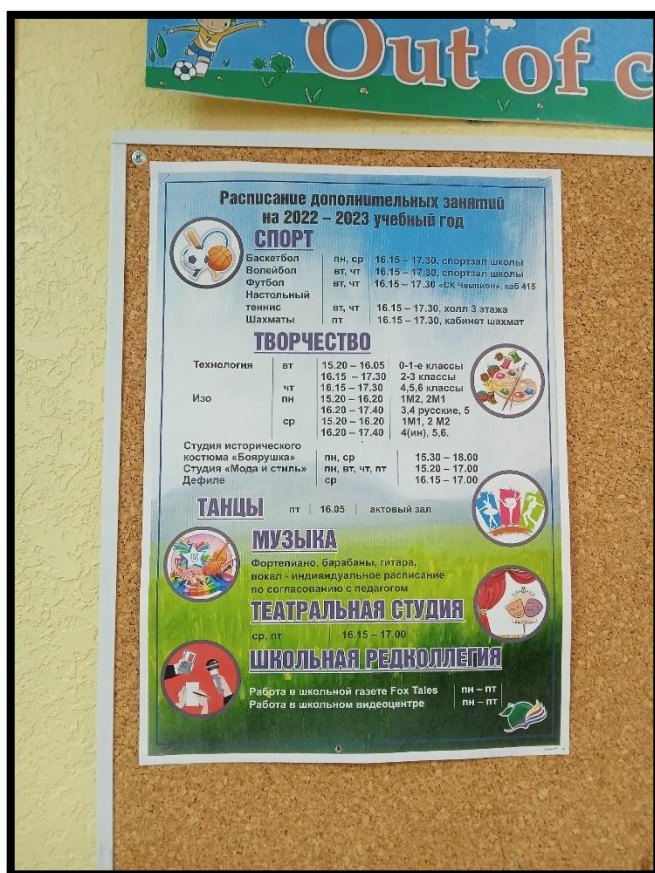 Out of c
Расписание дополнительных занятий
на 2022 – 2023 учебный год
СПОРТ
Баскетбол пн, ср 16.15 – 17.30, спортзал школы
Волейбол вт, чт 16.15 – 17.30, спортзал школы
Футбол вт, чт 16.15 – 17.30 «СК Чемпион», каб 415
Настольный
теннис вт, чт 16.15 – 17.30, холл 3 этажа
Шахматы пт 16.15 – 17.30, кабинет шахмат
ТВОРЧЕСТВО
Технология вт 15.20 – 16.05 0-1-е классы
16.15 – 17.30 2-3 классы
чт 16.15 – 17.30 4,5,6 классы
Изо пн 15.20 – 16.20 1М2, 2М1
16.20 – 17.40 3,4 русские, 5
ср 15.20 – 16.20 1М1, 2 М2
16.20 – 17.40 4(ин), 5,6.
Студия исторического
костюма «Боярушка» пн, ср 15.30 – 18.00
Студия «Мода и стиль» пн, вт, чт, пт 15.20 – 17.00
Дефиле ср 16.15 – 17.00
ТАНЦЫ пт 16.05 актовый зал
МУЗЫКА
Фортепиано, барабаны, гитара,
вокал - индивидуальное расписание
по согласованию с педагогом
ТЕАТРАЛЬНАЯ СТУДИЯ
ср, пт 16.15 – 17.00
ШКОЛЬНАЯ РЕДКОЛЛЕГИЯ
Работа в школьной газете Fox Tales пн – пт
Работа в школьном видеоцентре пн – пт